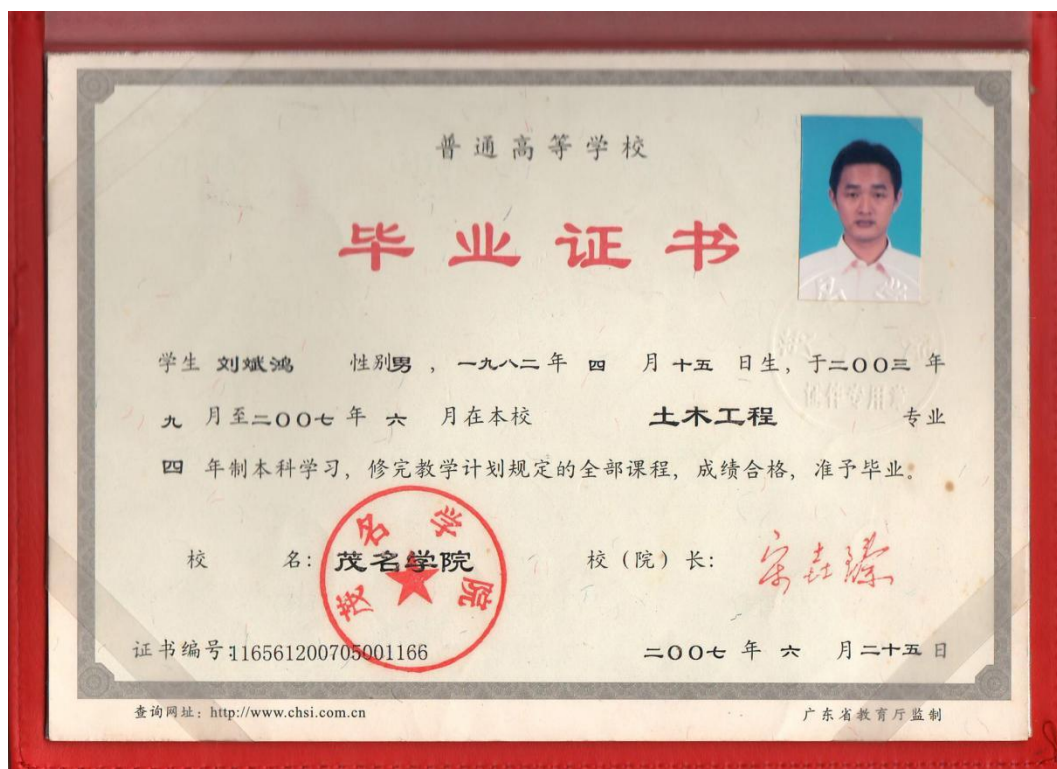 普通高等学校
毕业证书
学生 刘斌鸿 性别男，一九八二年 四 月 十五 日生，于二00三 年
九 月至二00七 年 六 月在本校 土木工程 专业
四 年制本科学习，修完教学计划规定的全部课程，成绩合格，准予毕业。
校 名：茂名学院 校（院）长：
茂名学院
证书编号：116561200705001166 二00七 年 六 月二十五 日
查询网址：http://www.chsi.com.cn 广东省教育厅监制